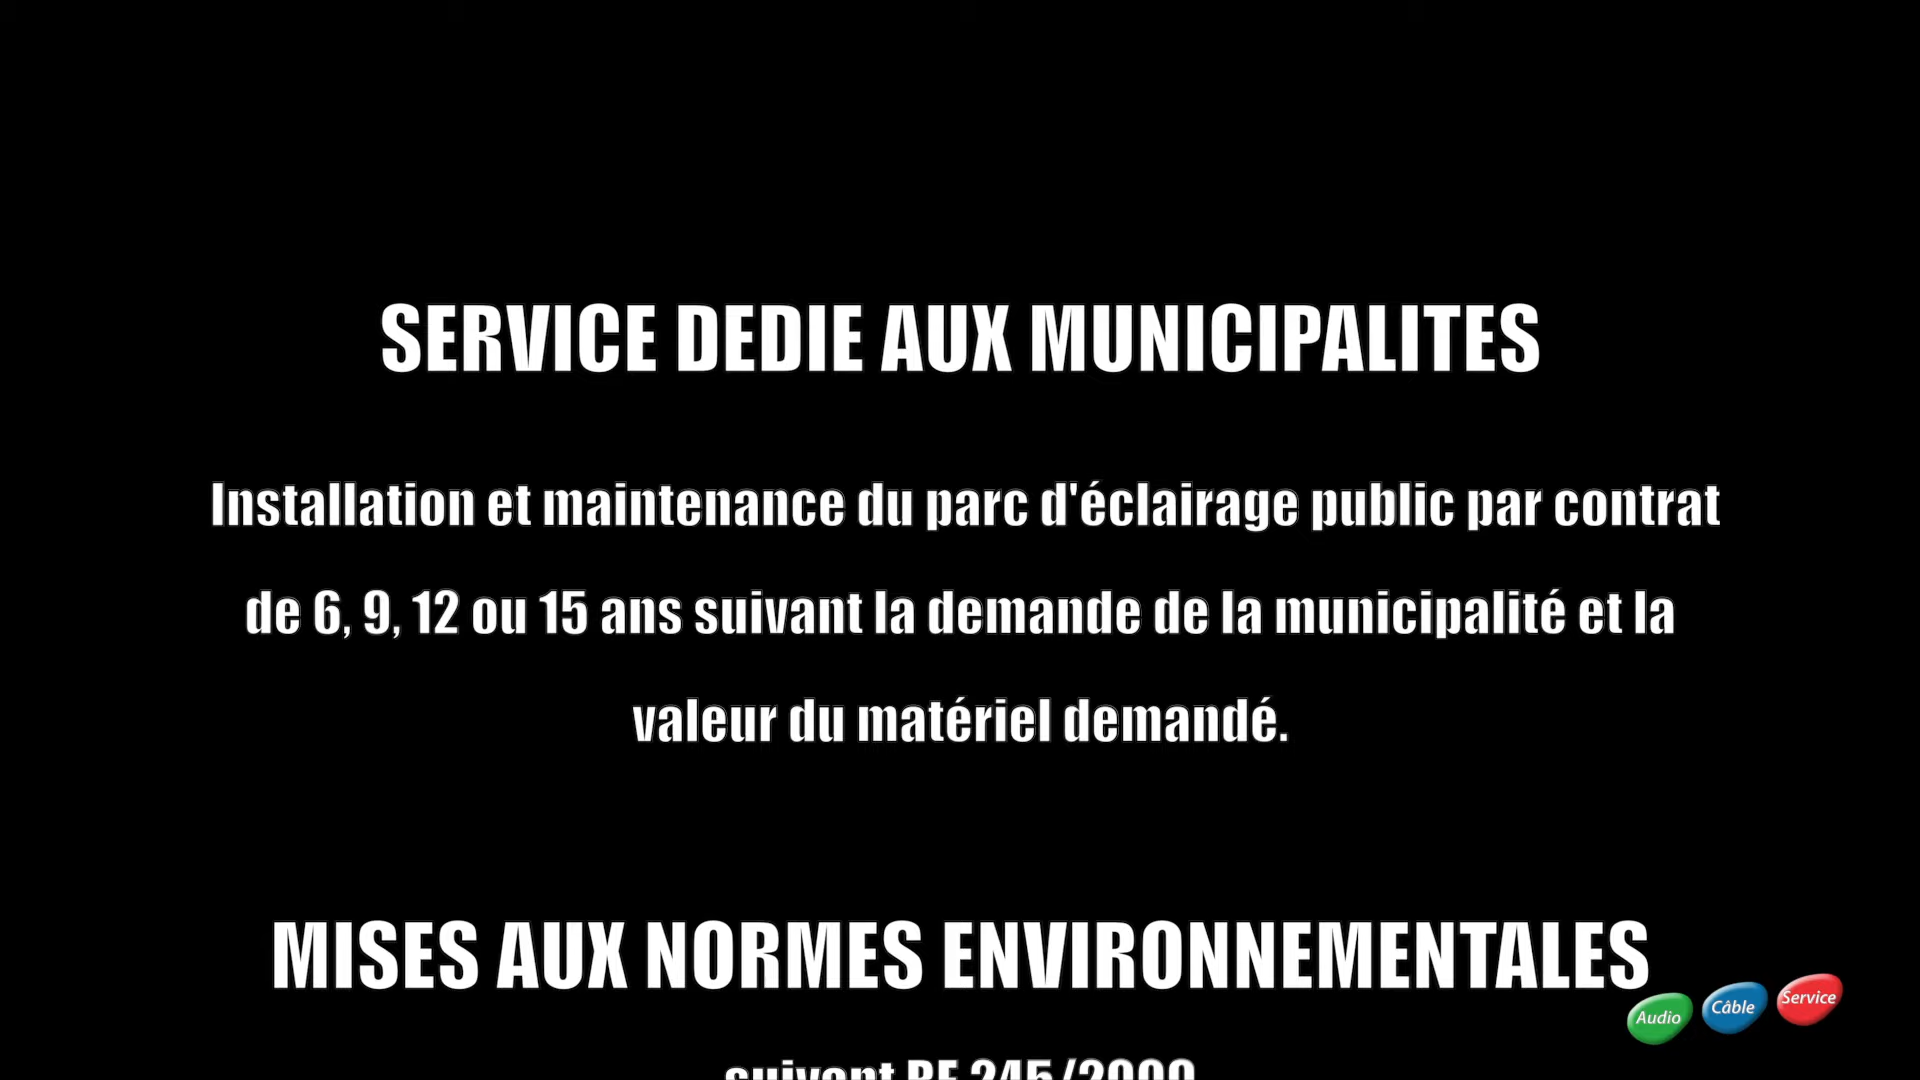 SERVICE DEDIE AUX MUNICIPALITES
Installation et maintenance du parc d'éclairage public par contrat
de 6, 9, 12 ou 15 ans suivant la demande de la municipalité et la
valeur du matériel demandé.
MISES AUX NORMES ENVIRONNEMENTALES
Audio Câble Service
suivant